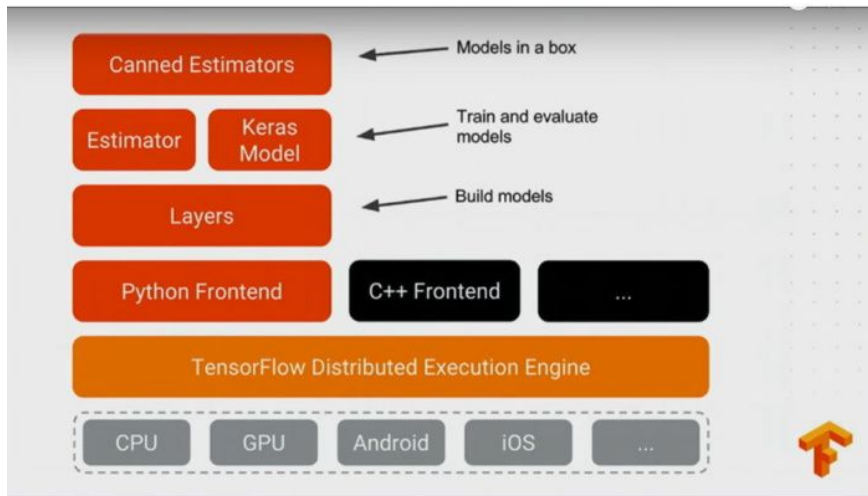 Canned Estimators
Models in a box
Estimator
Keras
Model
Train and evaluate
models
Layers
Build models
Python Frontend
C++ Frontend
...
TensorFlow Distributed Execution Engine
CPU
GPU
Android
iOS
...